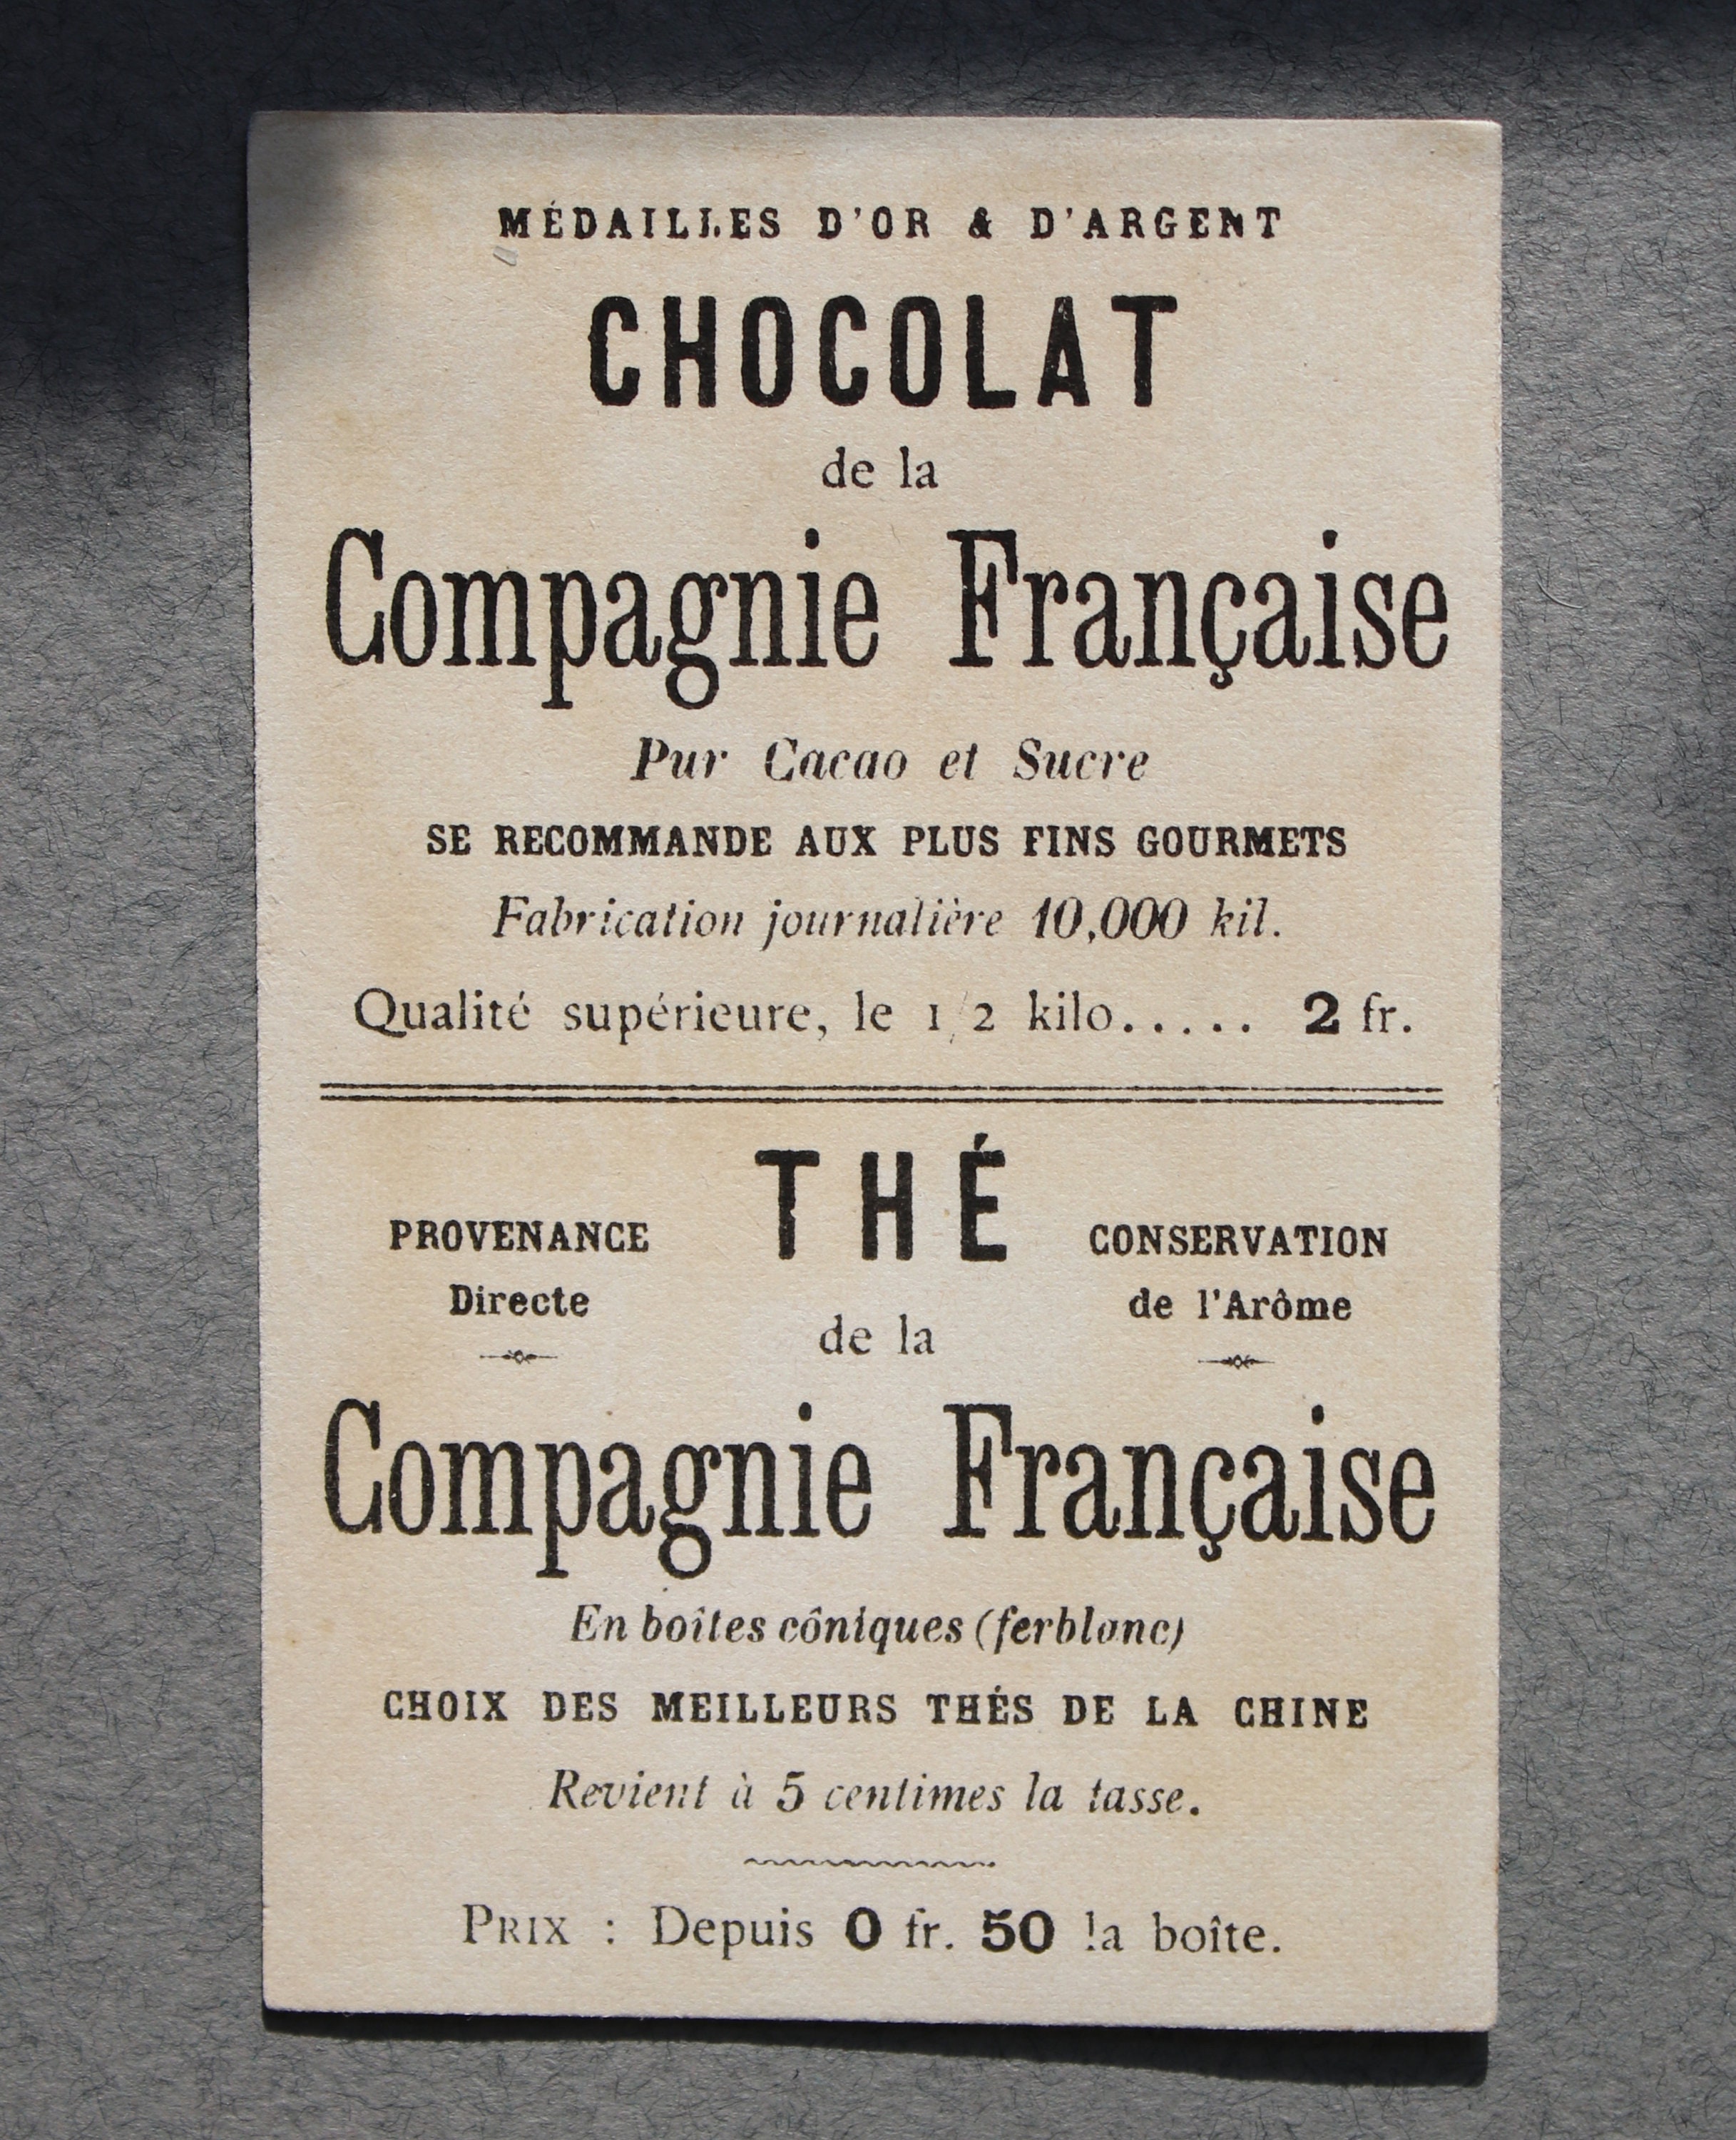 MÉDAILLES D'OR & D'ARGENT
CHOCOLAT
de la
Compagnie Française
Pur Cacao et Sucre
SE RECOMMANDE AUX PLUS FINS GOURMETS
Fabrication journalière 10,000 kil.
Qualité supérieure, le 1/2 kilo..... 2 fr.
THÉ
PROVENANCE
Directe
CONSERVATION
de l'Arôme
de la
Compagnie Française
En boîtes côniques (ferblanc)
CHOIX DES MEILLEURS THÉS DE LA CHINE
Revient à 5 centimes la tasse.
PRIX : Depuis 0 fr. 50 la boîte.